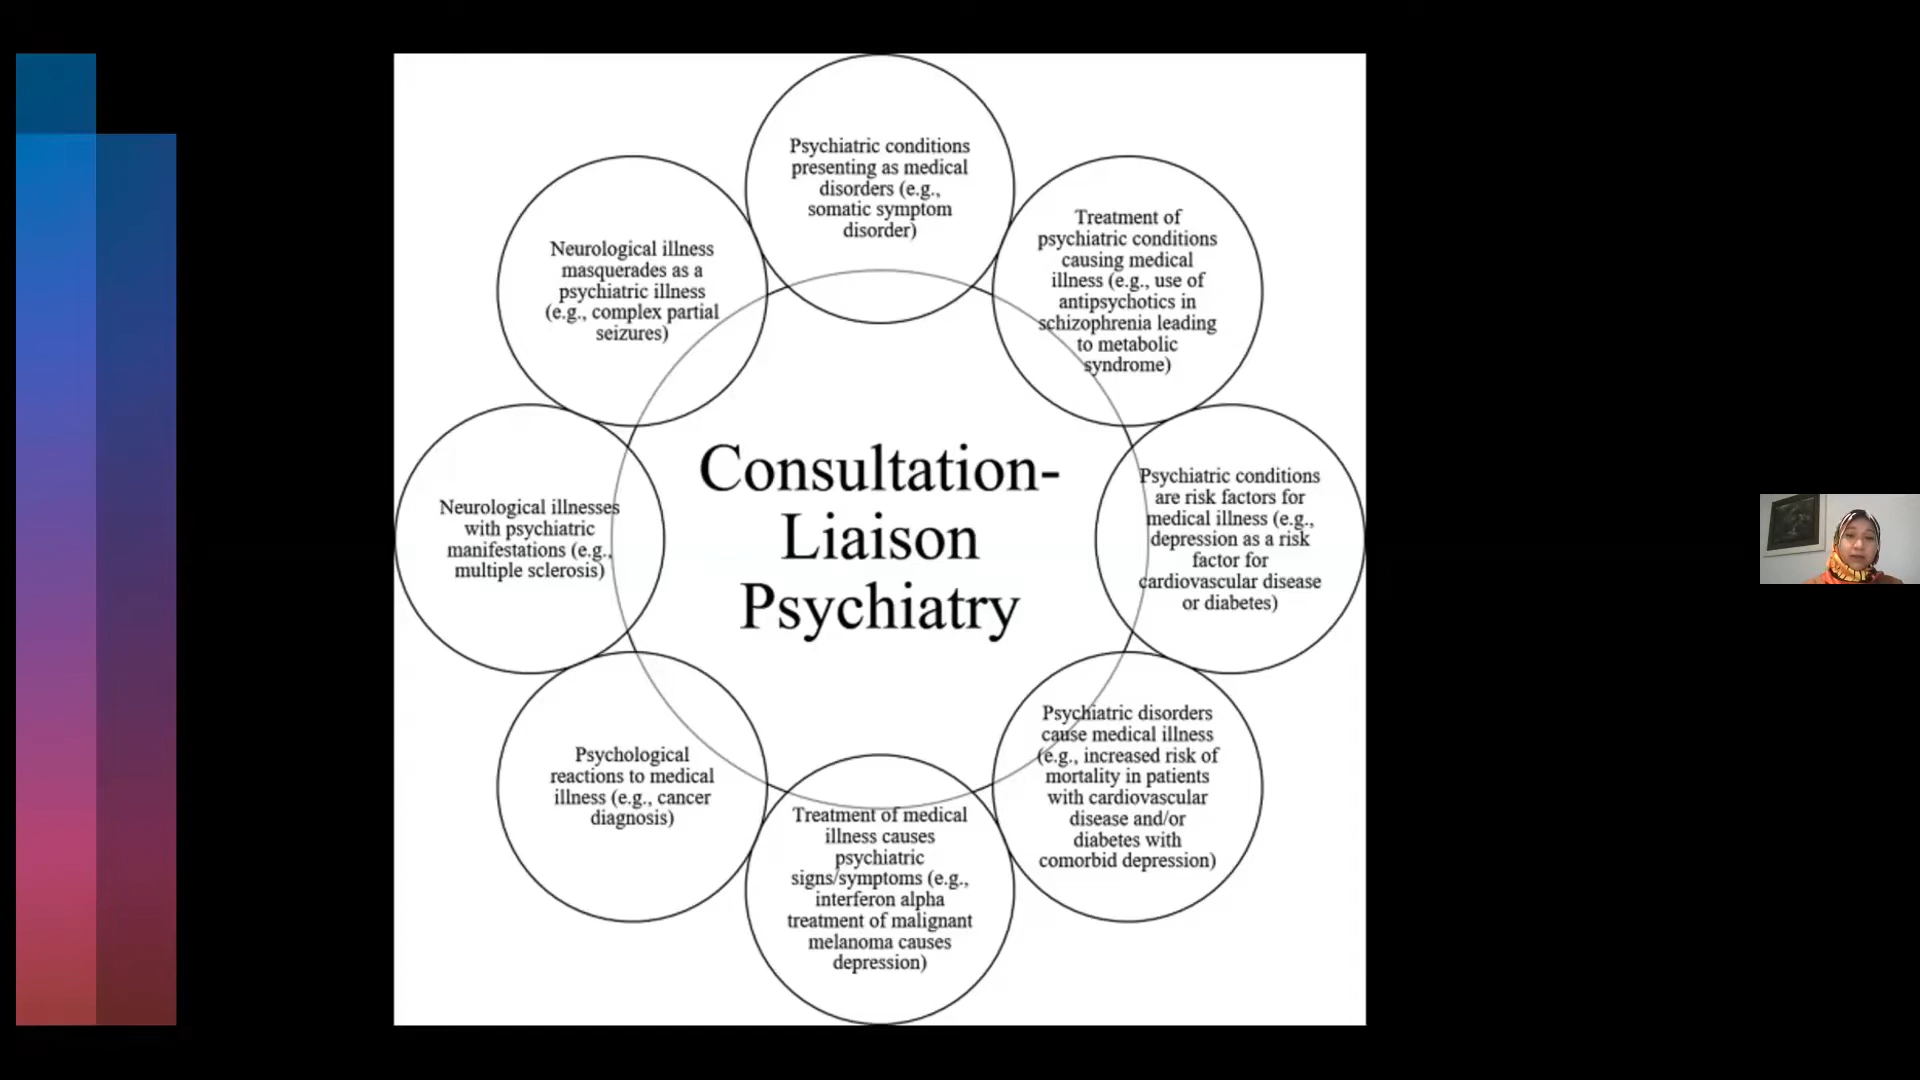 Psychiatric conditions
presenting as medical
disorders (e.g.,
somatic symptom
disorder)
Treatment of
psychiatric conditions
causing medical
illness (e.g., use of
antipsychotics in
schizophrenia leading
to metabolic
syndrome)
Psychiatric conditions
are risk factors for
medical illness (e.g.,
depression as a risk
factor for
cardiovascular disease
or diabetes)
Psychiatric disorders
cause medical illness
(e.g., increased risk of
mortality in patients
with cardiovascular
disease and/or
diabetes with
comorbid depression)
Treatment of medical
illness causes
psychiatric
signs/symptoms (e.g.,
interferon alpha
treatment of malignant
melanoma causes
depression)
Psychological
reactions to medical
illness (e.g., cancer
diagnosis)
Neurological illnesses
with psychiatric
manifestations (e.g.,
multiple sclerosis)
Neurological illness
masquerades as a
psychiatric illness
(e.g., complex partial
seizures)
Consultation-
Liaison
Psychiatry